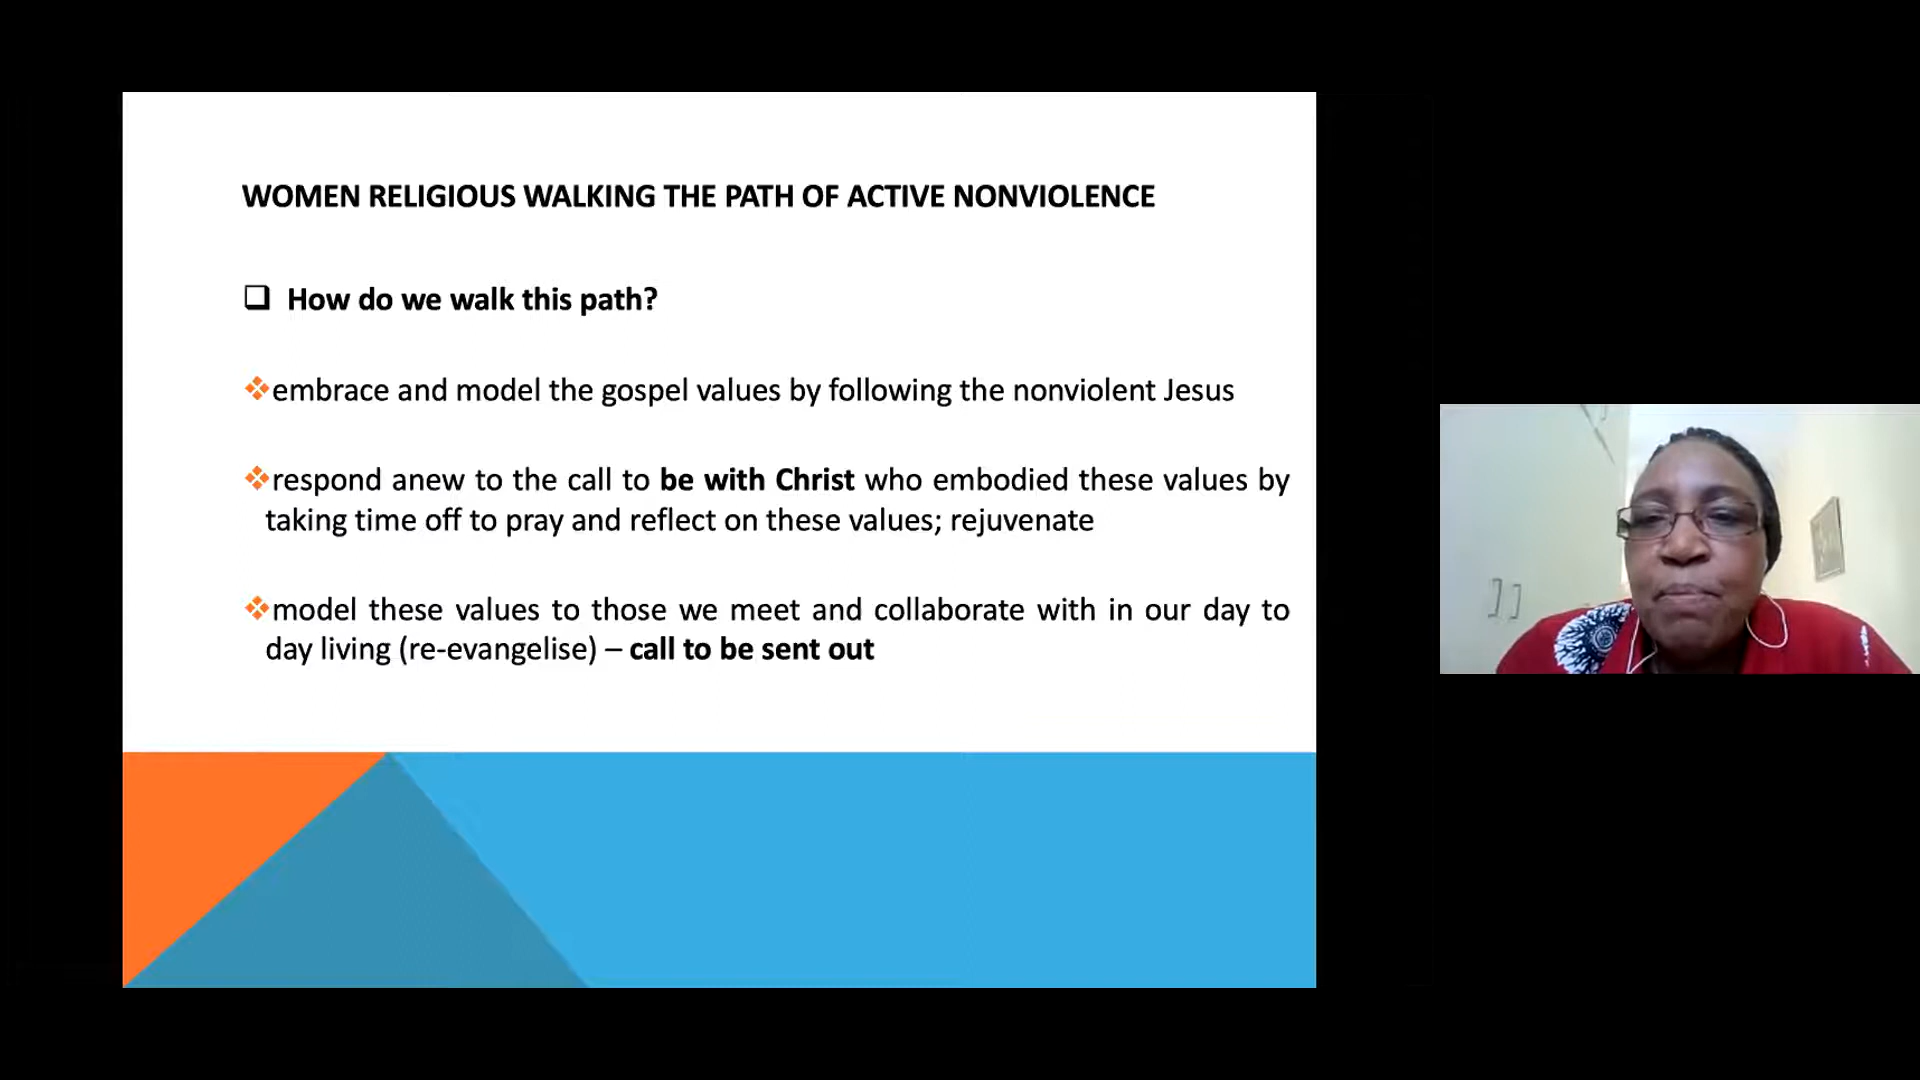 WOMEN RELIGIOUS WALKING THE PATH OF ACTIVE NONVIOLENCE
How do we walk this path?
embrace and model the gospel values by following the nonviolent Jesus
respond anew to the call to be with Christ who embodied these values by
taking time off to pray and reflect on these values; rejuvenate
model these values to those we meet and collaborate with in our day to
day living (re-evangelise) – call to be sent out